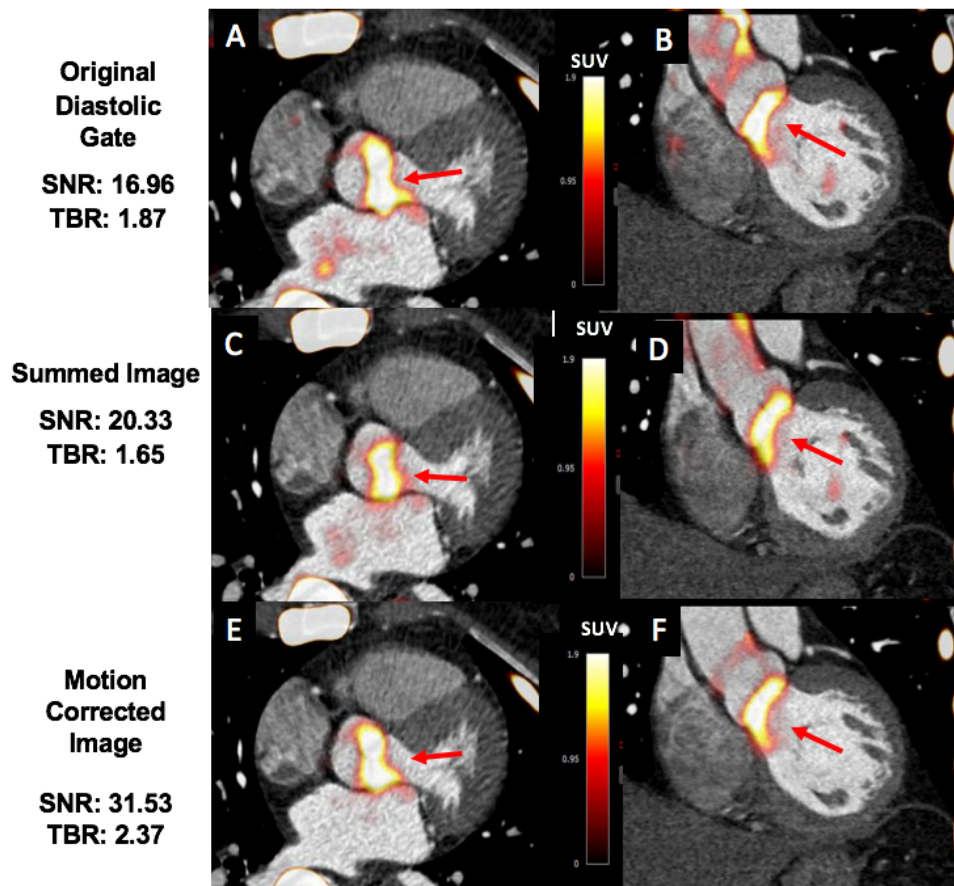 Original
Diastolic
Gate
SNR: 16.96
TBR: 1.87
A
SUV
1.9
0.95
0
B
Summed Image
SNR: 20.33
TBR: 1.65
C
SUV
1.9
0.95
0
D
Motion
Corrected
Image
SNR: 31.53
TBR: 2.37
E
SUV
1.9
0.95
0
F